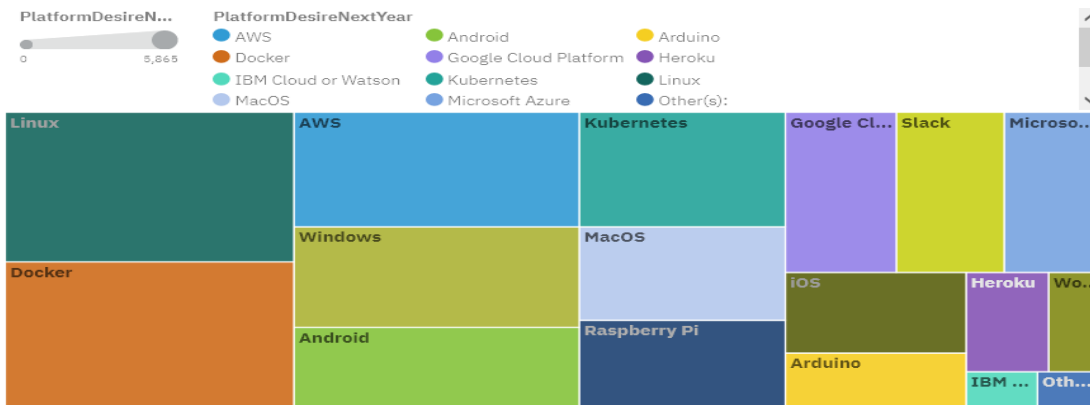 PlatformDesireN... PlatformDesireNextYear
0 5,865
AWS Android Arduino
Docker Google Cloud Platform Heroku
IBM Cloud or Watson Kubernetes Linux
MacOS Microsoft Azure Other(s):
Linux AWS Kubernetes Google Cl... Slack Microso...
Windows MacOS
Docker iOS Heroku Wo...
Android Raspberry Pi
Arduino
IBM ... Oth...